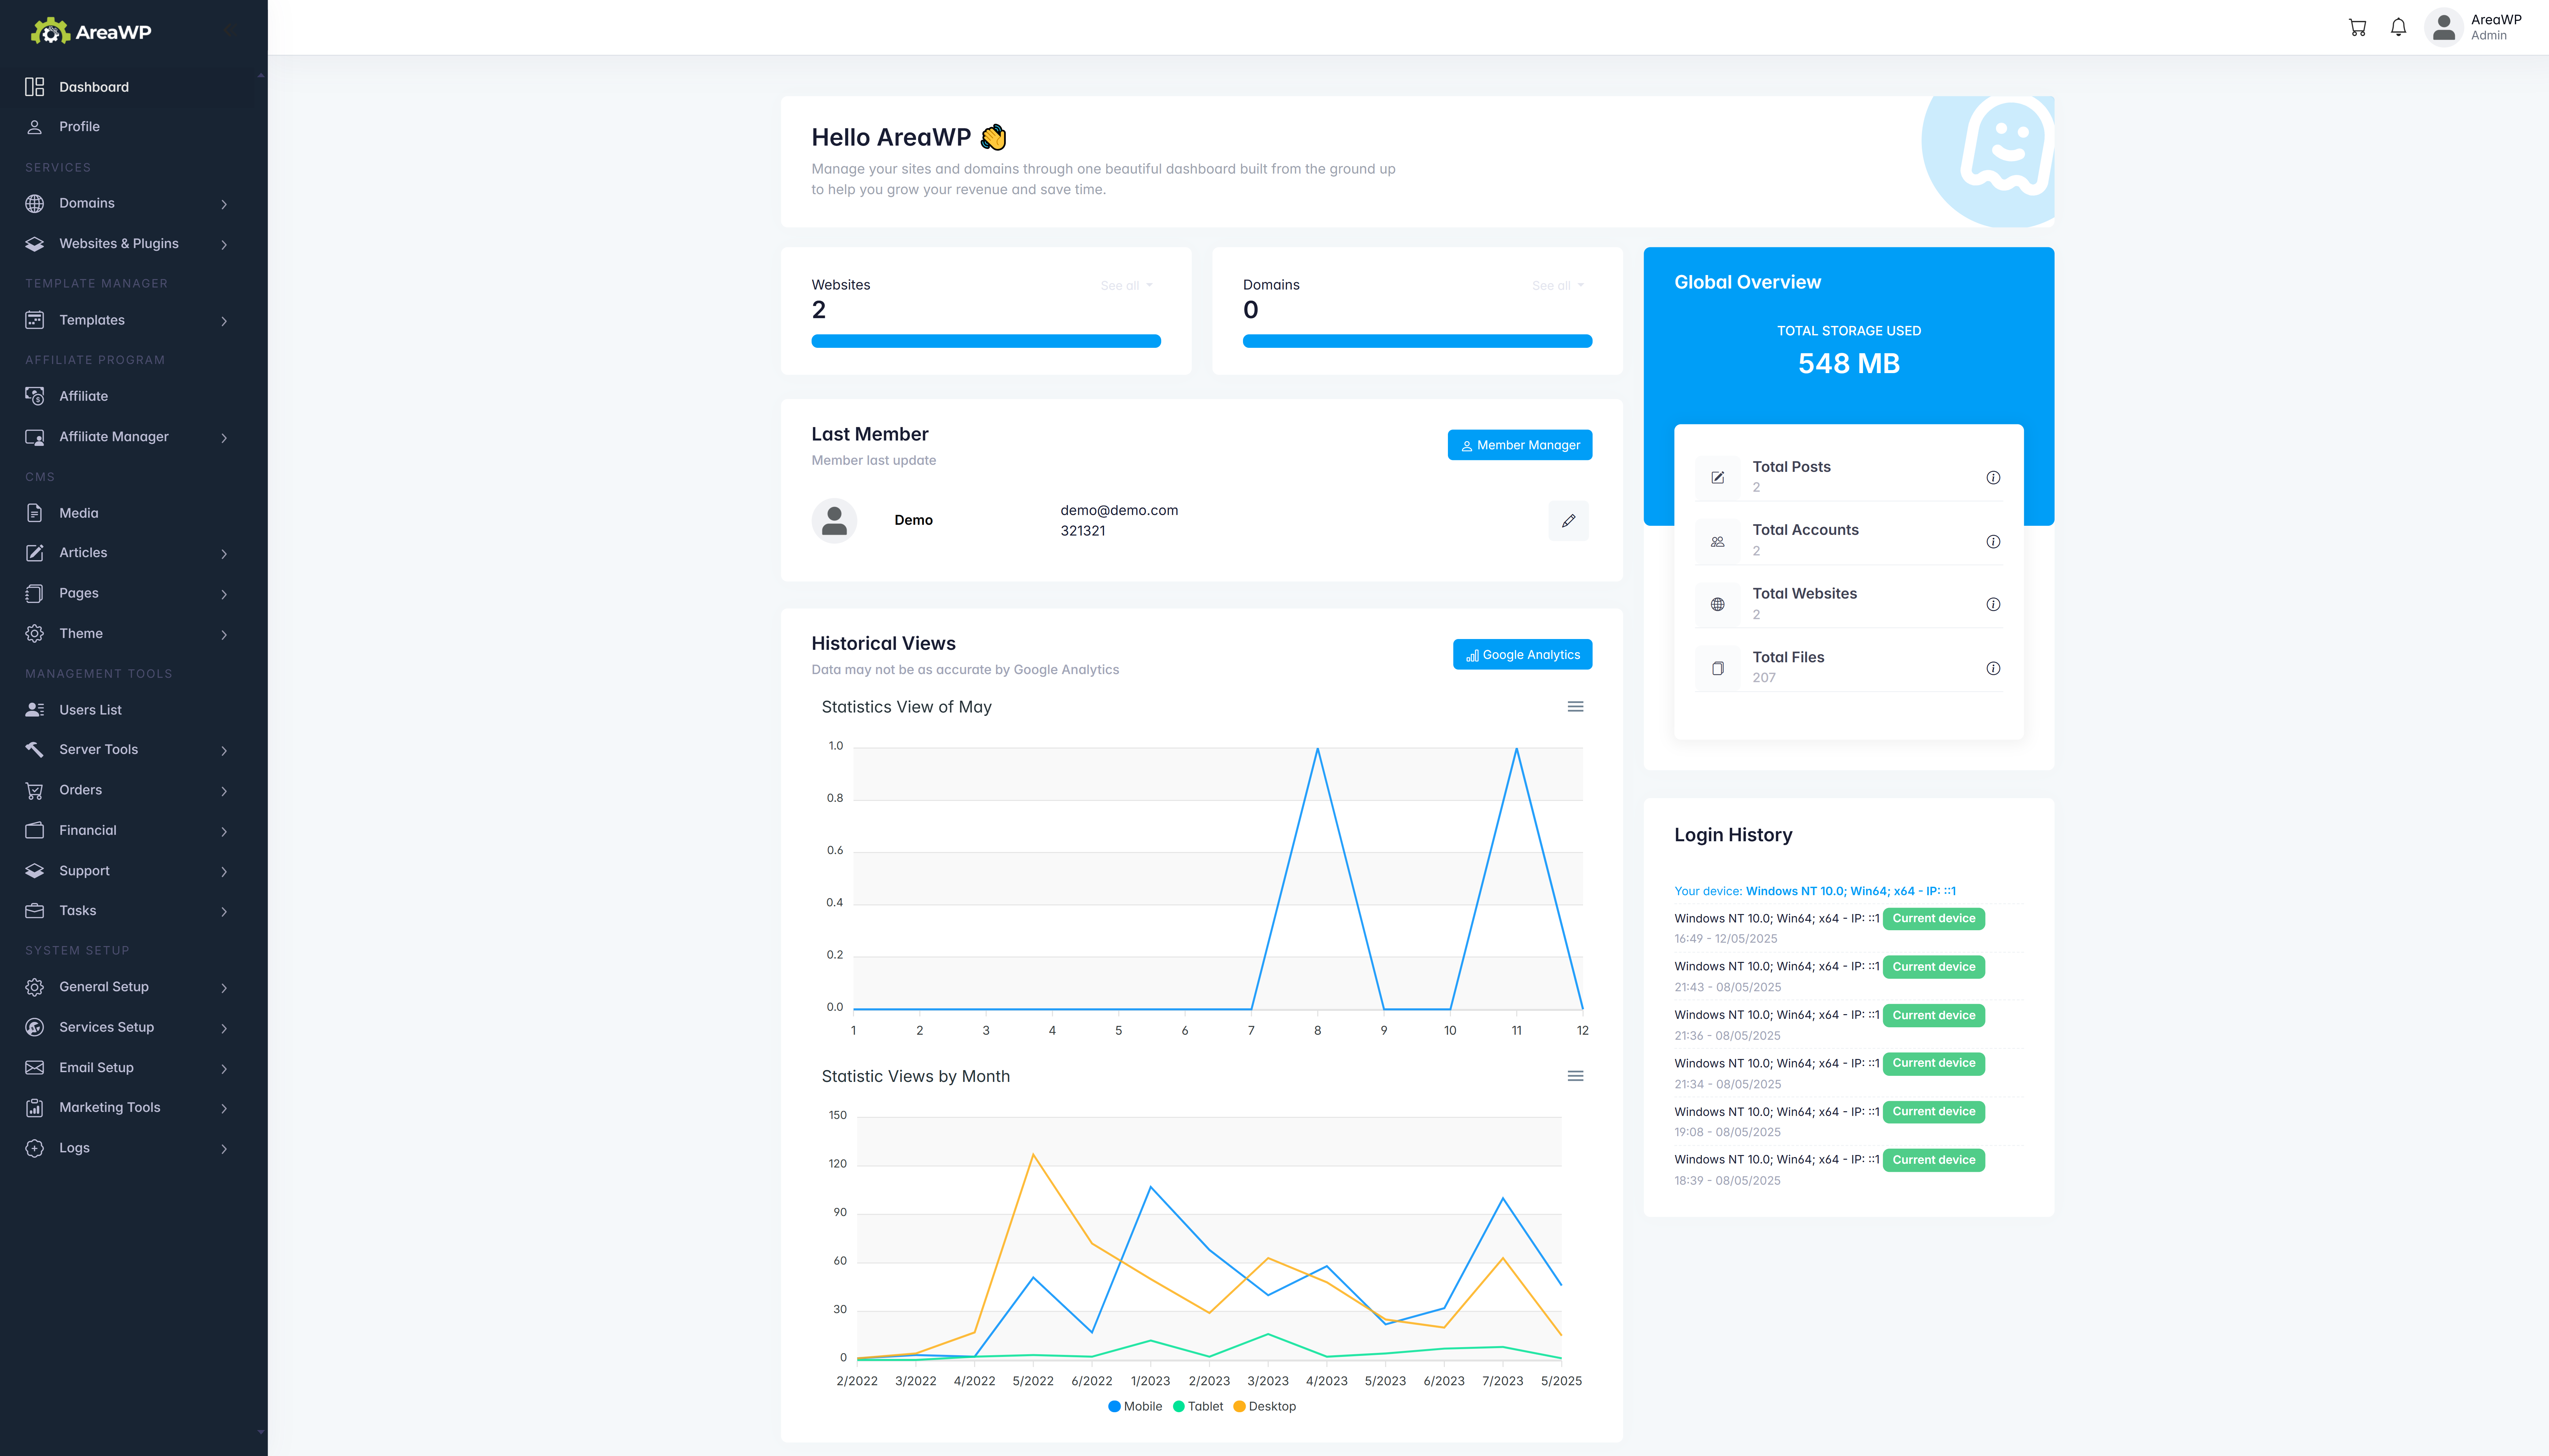 AreaWP
Dashboard
Profile
SERVICES
Domains
Websites & Plugins
TEMPLATE MANAGER
Templates
AFFILIATE PROGRAM
Affiliate
Affiliate Manager
CMS
Media
Articles
Pages
Theme
MANAGEMENT TOOLS
Users List
Server Tools
Orders
Financial
Support
Tasks
SYSTEM SETUP
General Setup
Services Setup
Email Setup
Marketing Tools
Logs
AreaWP
Admin
Hello AreaWP 👋
Manage your sites and domains through one beautiful dashboard built from the ground up
to help you grow your revenue and save time.
Websites
See all
2
Domains
See all
0
Last Member
Member last update
Member Manager
Demo
demo@demo.com
321321
Historical Views
Data may not be as accurate by Google Analytics
Google Analytics
Statistics View of May
1.0
0.8
0.6
0.4
0.2
0.0
1 2 3 4 5 6 7 8 9 10 11 12
Statistic Views by Month
150
120
90
60
30
0
2/2022 3/2022 4/2022 5/2022 6/2022 1/2023 2/2023 3/2023 4/2023 5/2023 6/2023 7/2023 5/2025
Mobile Tablet Desktop
Global Overview
TOTAL STORAGE USED
548 MB
Total Posts
2
Total Accounts
2
Total Websites
2
Total Files
207
Login History
Your device: Windows NT 10.0; Win64; x64 - IP: ::1
Windows NT 10.0; Win64; x64 - IP: ::1 Current device
16:49 - 12/05/2025
Windows NT 10.0; Win64; x64 - IP: ::1 Current device
21:43 - 08/05/2025
Windows NT 10.0; Win64; x64 - IP: ::1 Current device
21:36 - 08/05/2025
Windows NT 10.0; Win64; x64 - IP: ::1 Current device
21:34 - 08/05/2025
Windows NT 10.0; Win64; x64 - IP: ::1 Current device
19:08 - 08/05/2025
Windows NT 10.0; Win64; x64 - IP: ::1 Current device
18:39 - 08/05/2025